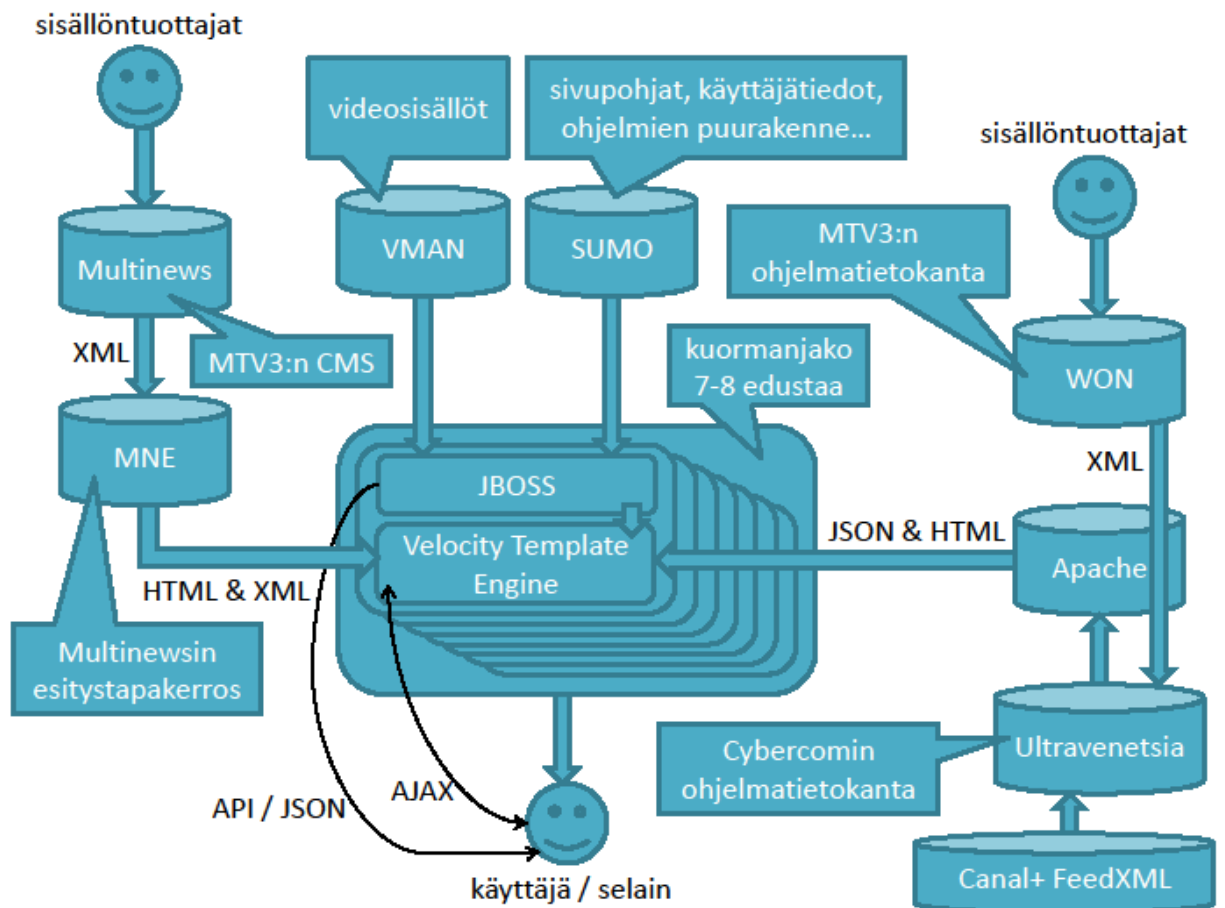 sisällöntuottajat
videosisällöt
sivupohjat, käyttäjätiedot,
ohjelmien puurakenne...
sisällöntuottajat
Multinews
VMAN
SUMO
MTV3:n
ohjelmatietokanta
XML
MTV3:n CMS
kuormanjako
7-8 edustaa
WON
MNE
JBOSS
XML
Velocity Template
Engine
JSON & HTML
Apache
HTML & XML
Multinewsin
esitystapakerros
Cybercomin
ohjelmatietokanta
Ultravenetsia
API / JSON
AJAX
käyttäjä / selain
Canal+ FeedXML